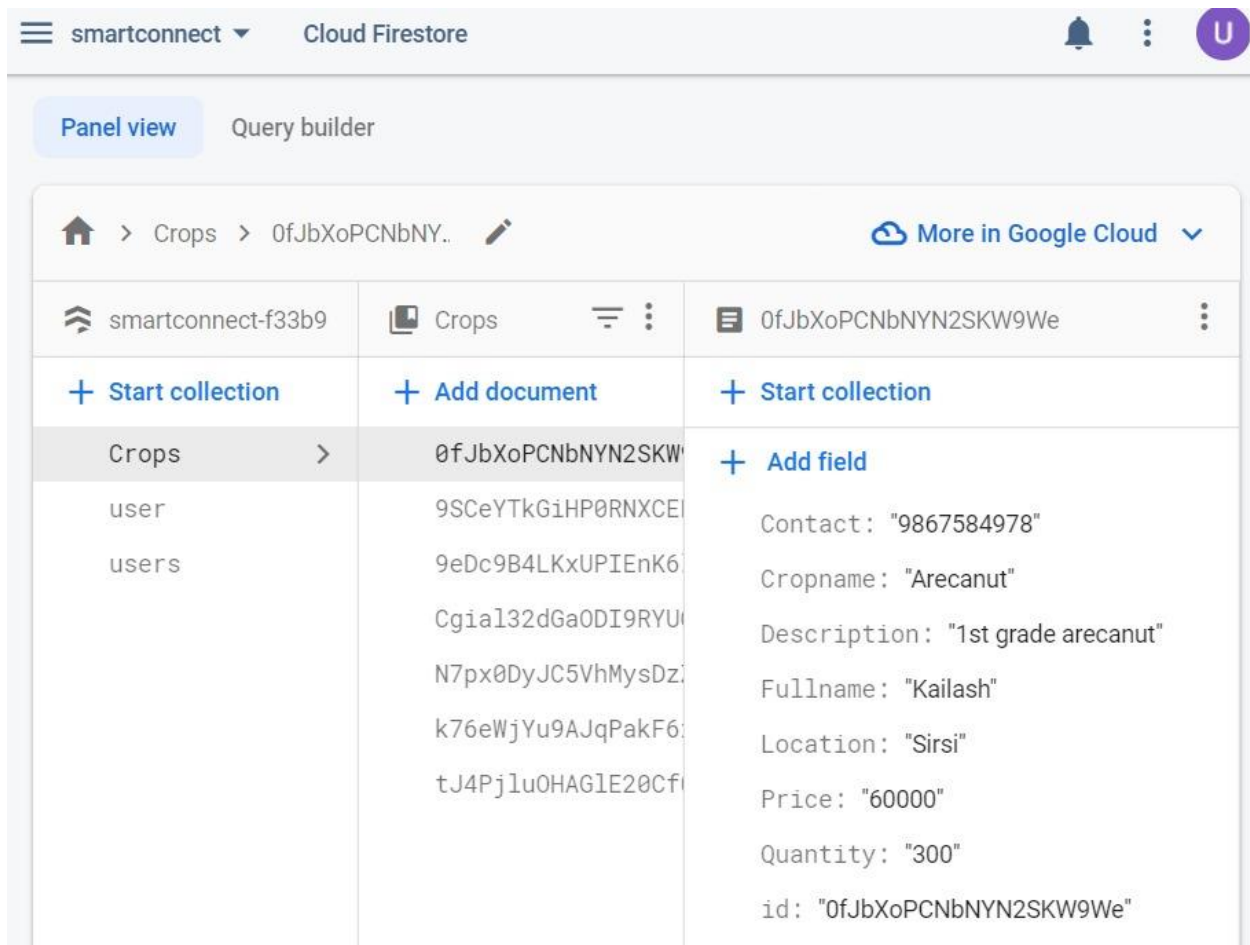 smartconnect Cloud Firestore U
Panel view Query builder
> Crops > 0fJbXoPCNbNY.. More in Google Cloud
smartconnect-f33b9
Crops
0fJbXoPCNbNYN2SKW9We
+ Start collection
+ Add document
+ Start collection
Crops
user
users
0fJbXoPCNbNYN2SKW
9SCeYTkGiHP0RNXCE
9eDc9B4LKxUPIEnK6
Cgial32dGaODI9RYU
N7px0DyJC5VhMysDz
k76eWjYu9AJqPakF6
tJ4PjluOHAGlE20Cf
+ Add field
Contact: "9867584978"
Cropname: "Arecanut"
Description: "1st grade arecanut"
Fullname: "Kailash"
Location: "Sirsi"
Price: "60000"
Quantity: "300"
id: "0fJbXoPCNbNYN2SKW9We"